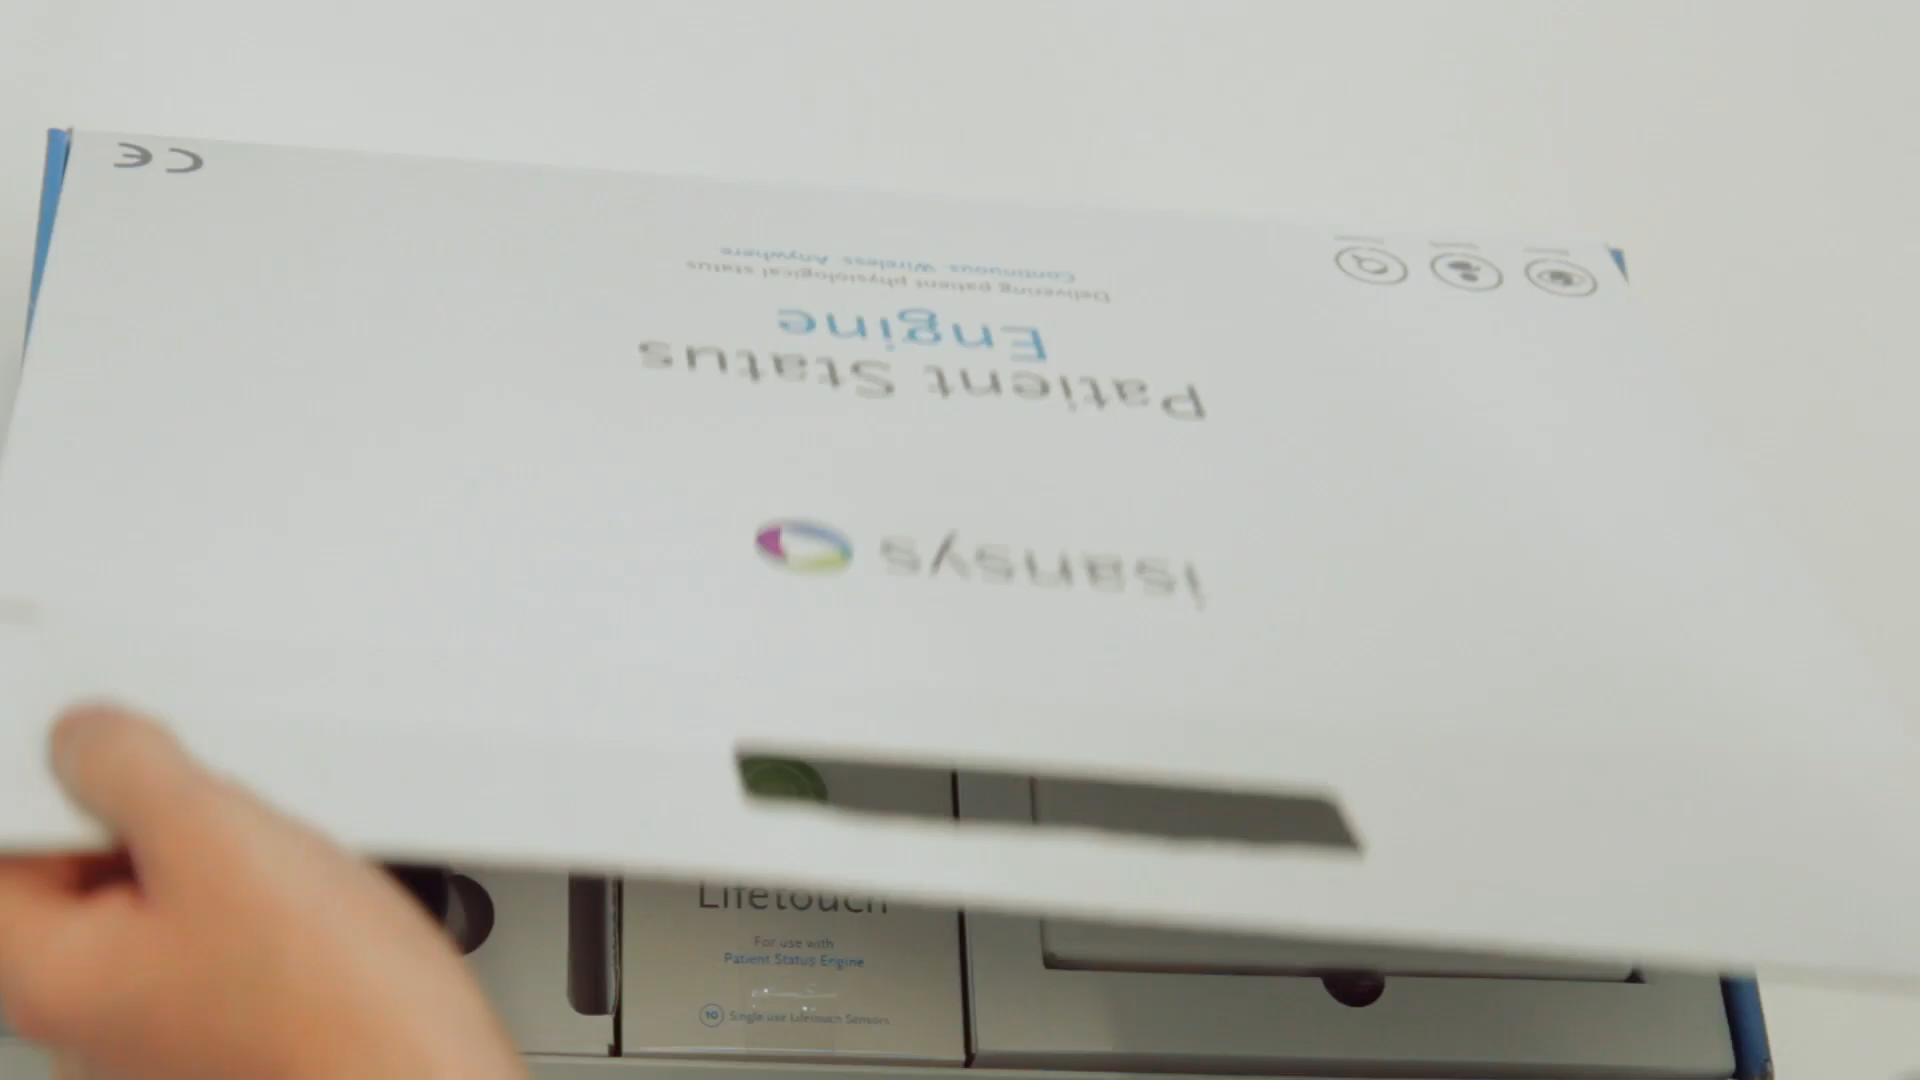 isansys
Patient Status
Engine
Delivering patient physiological status
Continuous. Wireless. Anywhere
CE
Lifetouch
For use with
Patient Status Engine
10 Single use Lifetouch Sensors